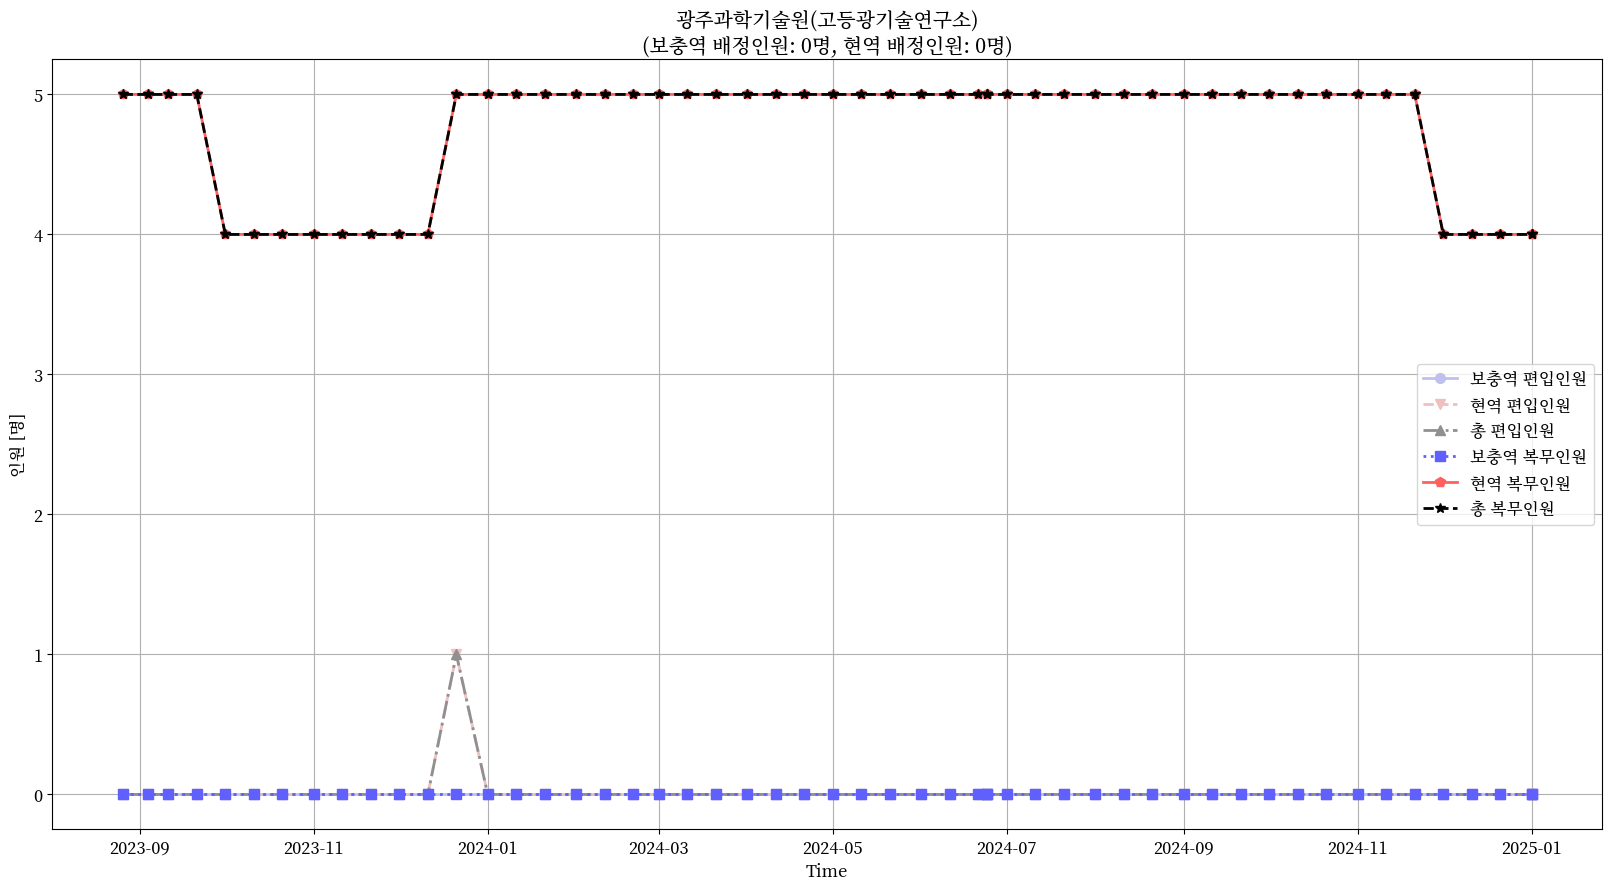 광주과학기술원(고등광기술연구소)
(보충역 배정인원: 0명, 현역 배정인원: 0명)
인원 [명]
5
4
3
2
1
0
보충역 편입인원
현역 편입인원
총 편입인원
보충역 복무인원
현역 복무인원
총 복무인원
2023-09
2023-11
2024-01
2024-03
2024-05
2024-07
2024-09
2024-11
2025-01
Time